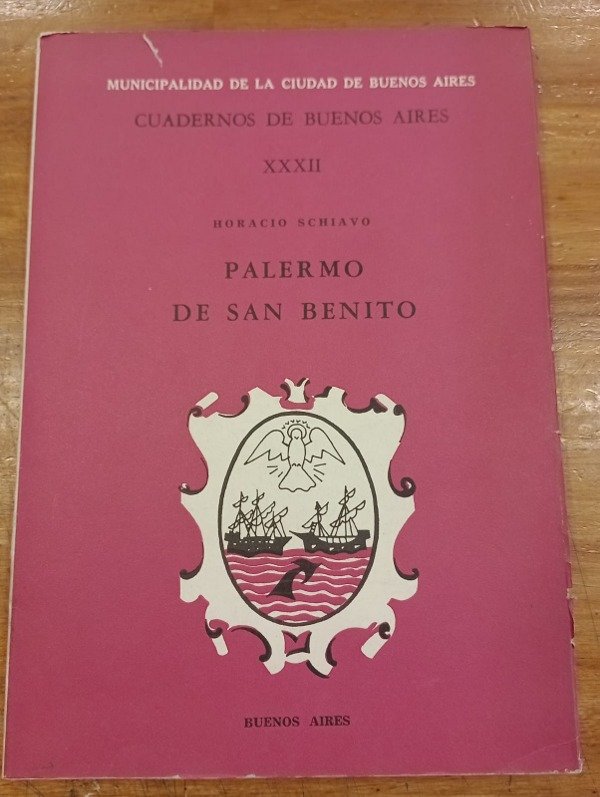 MUNICIPALIDAD DE LA CIUDAD DE BUENOS AIRES
CUADERNOS DE BUENOS AIRES
XXXII
HORACIO SCHIAVO
PALERMO
DE SAN BENITO
BUENOS AIRES